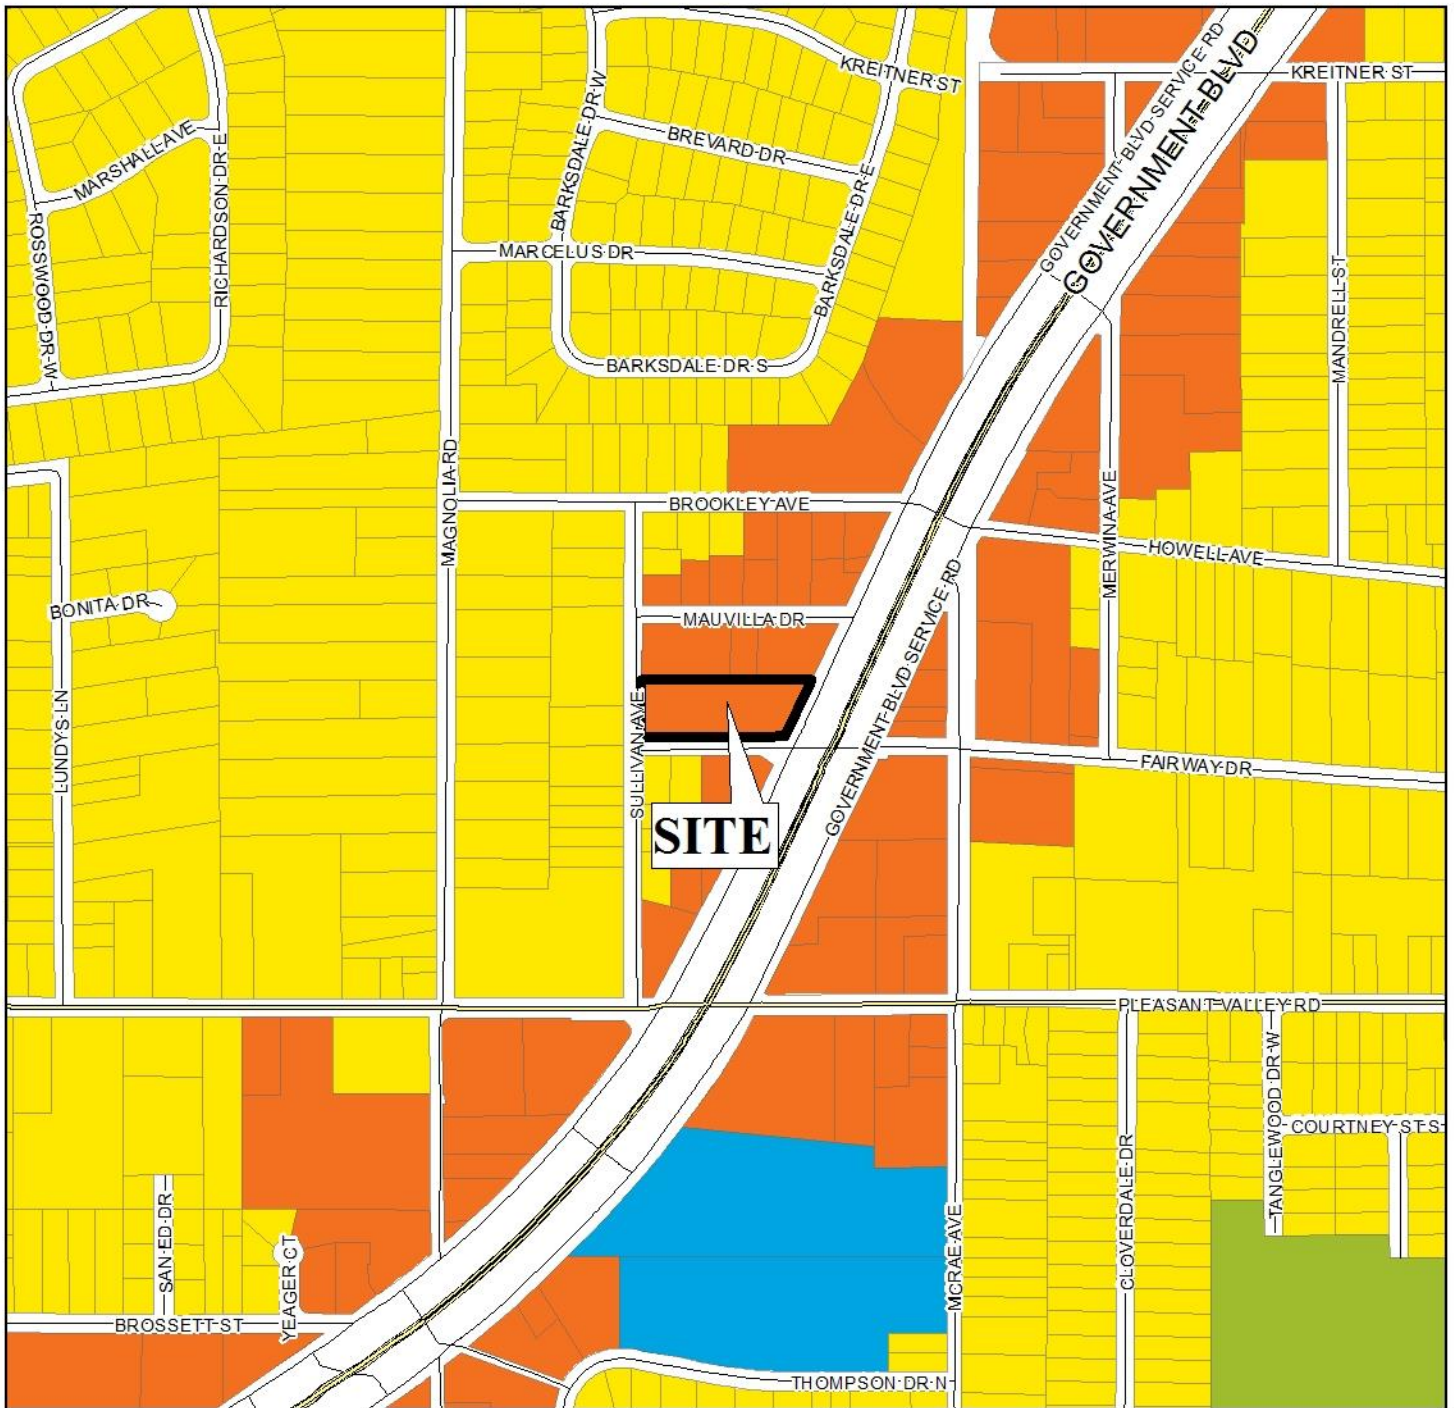 GOVERNMENT BLVD SERVICE RD
GOVERNMENT BLVD
KREITNER ST
KREITNER ST
MARSHALL AVE
BARKSDALE DR W
BREVARD DR
RICHARDSON DR E
ROSSWOOD DR W
BARKSDALE DR E
MARCELUS DR
MANDRELL ST
BARKSDALE DR S
MAGNOLIA RD
BROOKLEY AVE
MERWINA AVE
HOWELL AVE
BONITA DR
MAUVILLA DR
GOVERNMENT BLVD SERVICE RD
LUNDYS LN
SULLIVAN AVE
FAIRWAY DR
SITE
PLEASANT VALLEY RD
TANGLEWOOD DR W
COURTNEY ST S
CLOVERDALE DR
MCRAE AVE
SAN ED DR
YEAGER CT
BROSSETT ST
THOMPSON DR N